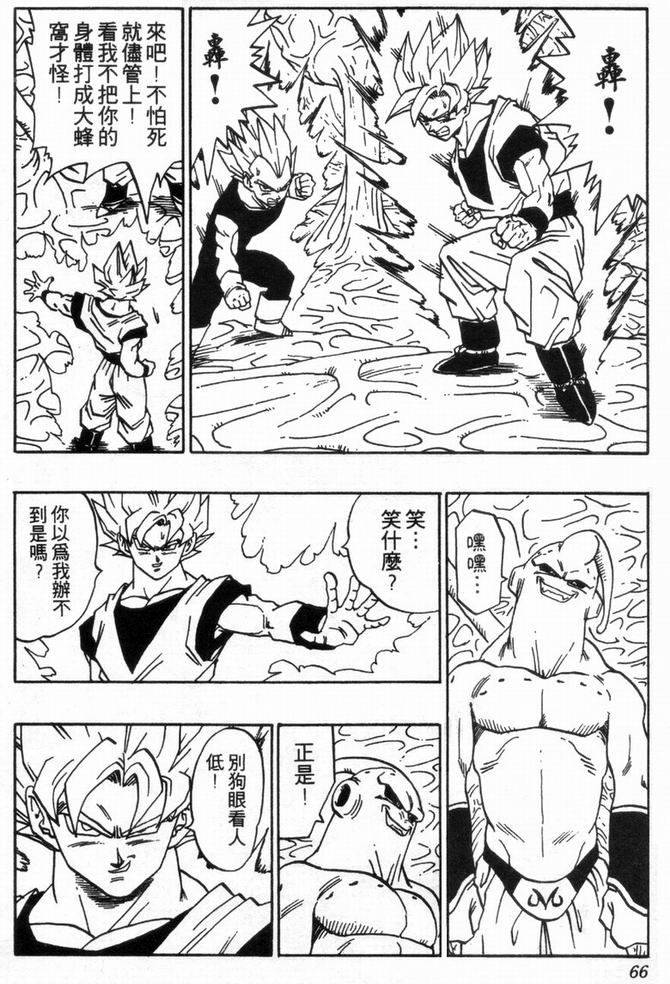 轟！
轟！
來吧！不怕死
就儘管上！
看我不把你的
身體打成大蜂
窩才怪！
嘿
嘿…
笑…
笑什麼？
你以爲我辦不
到是嗎？
正是！
別狗眼看人
低！
66